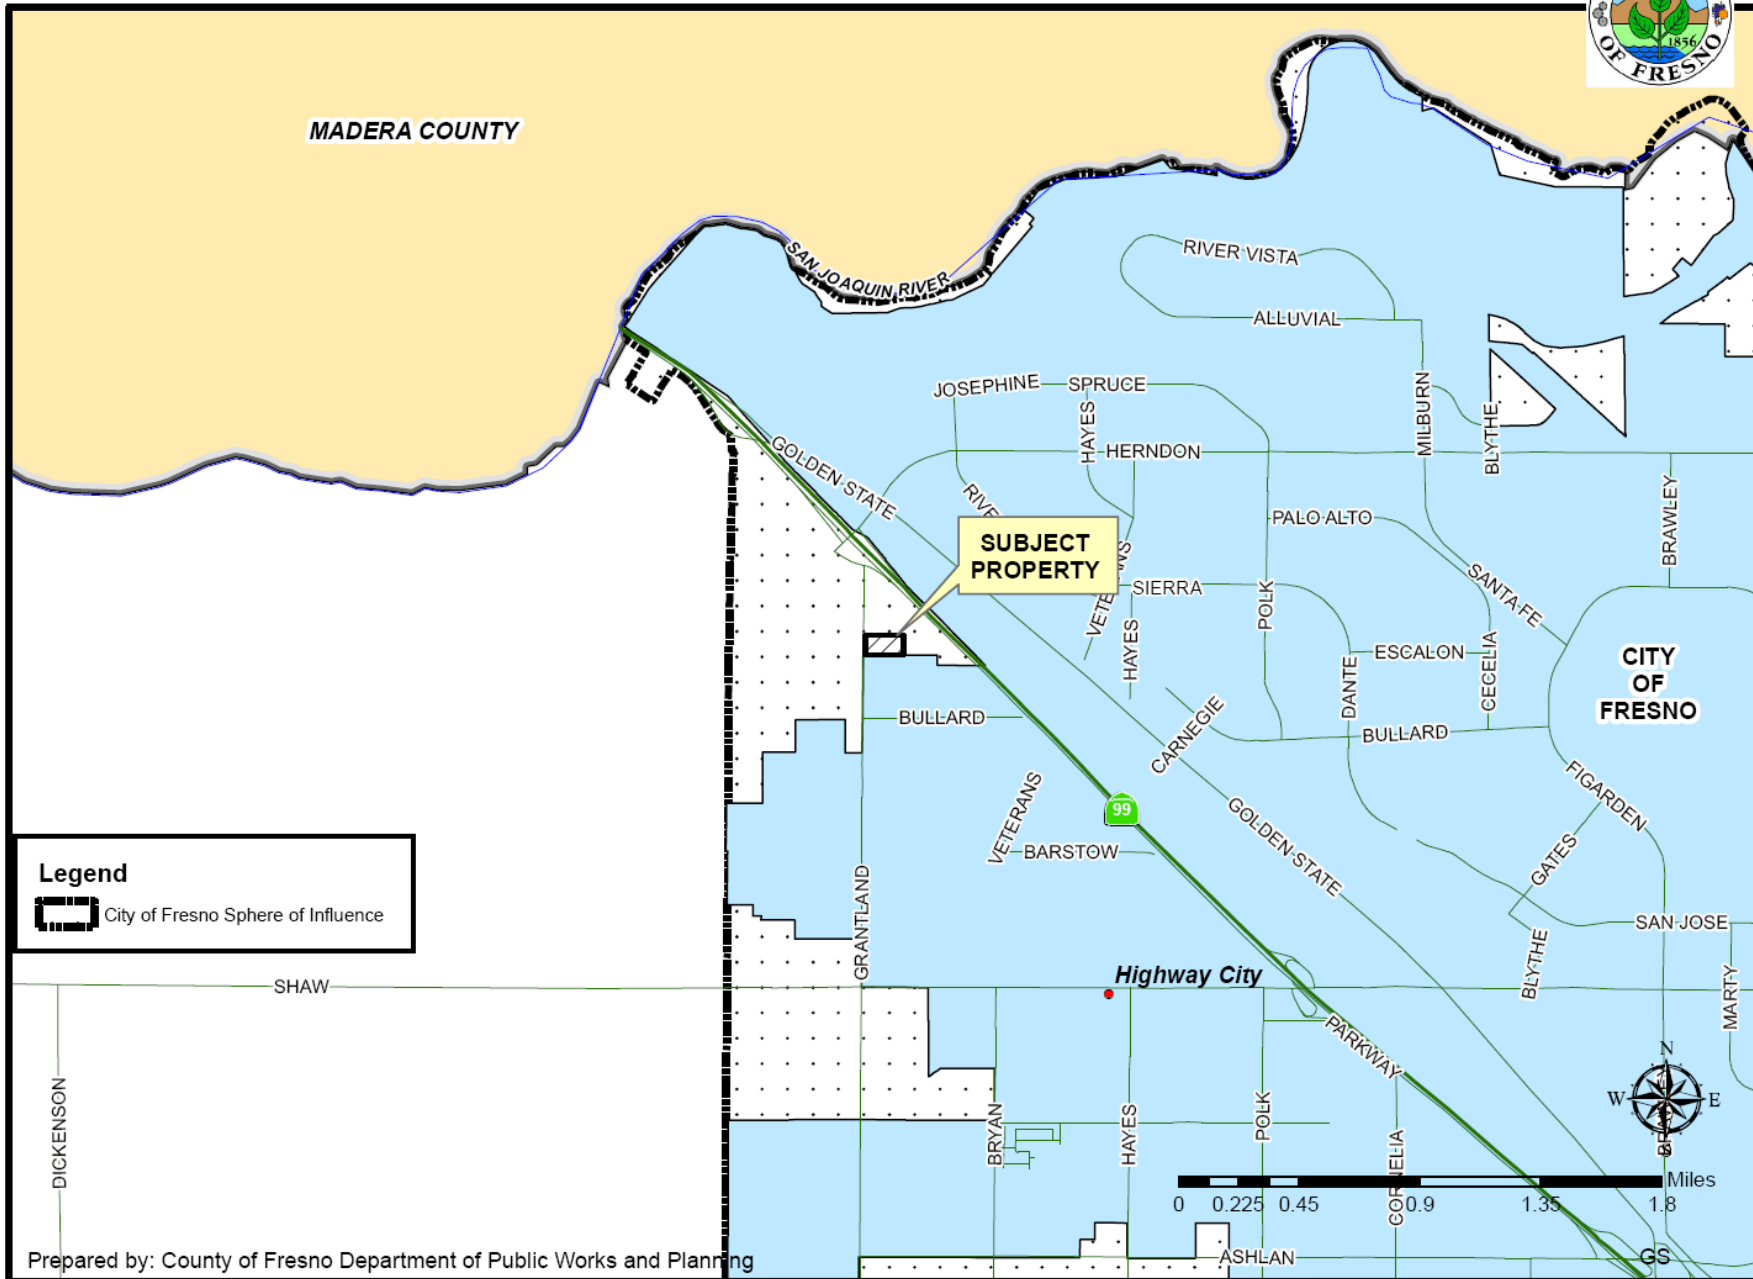 1856
OF FRESNO
MADERA COUNTY
SAN JOAQUIN RIVER
RIVER VISTA
ALLUVIAL
JOSEPHINE
SPRUCE
HAYES
MILBURN
BLYTHE
HERNDON
GOLDEN STATE
BRAWLEY
PALO ALTO
SUBJECT
PROPERTY
SIERRA
SANTA FE
POLK
HAYES
ESCALON
CECELIA
DANTE
CITY
OF
FRESNO
BULLARD
CARNEGIE
BULLARD
FIGARDEN
VETERANS
99
GOLDEN STATE
BARSTOW
GATES
Legend
City of Fresno Sphere of Influence
GRANTLAND
SAN JOSE
BLYTHE
MARTY
SHAW
Highway City
PARKWAY
DICKENSON
BRYAN
HAYES
POLK
CORNELIA
N
W
E
S
Miles
0
0.225
0.45
0.9
1.35
1.8
ASHLAN
GS
Prepared by: County of Fresno Department of Public Works and Planning